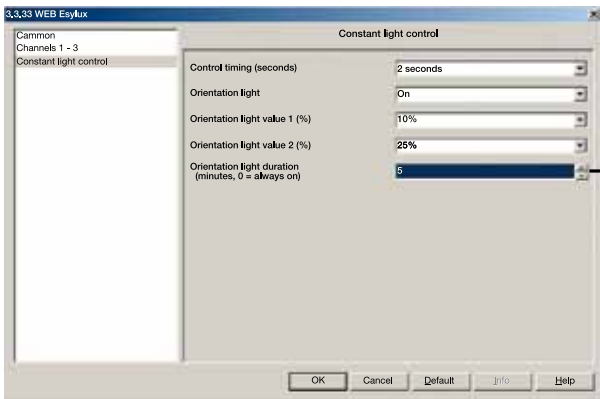 3.3.33 WEB Esylux
Cammon
Channels 1 - 3
Constant light control
Constant light control
Control timing (seconds)
2 seconds
Orientation light
On
Orientation light value 1 (%)
10%
Orientation light value 2 (%)
25%
Orientation light duration
(minutes, 0 = always on)
5
OK Cancel Default Info Help